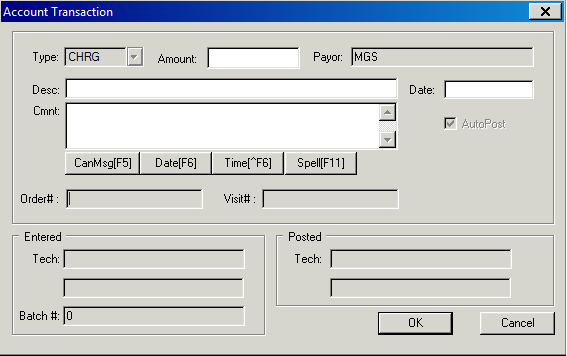 Account Transaction
Type: CHRG Amount: Payor: MGS
Desc: Date:
Cmnt: AutoPost
CanMsg[F5] Date[F6] Time[^F6] Spell[F11]
Order# : Visit# :
Entered Posted
Tech: Tech:
Batch #: 0
OK Cancel